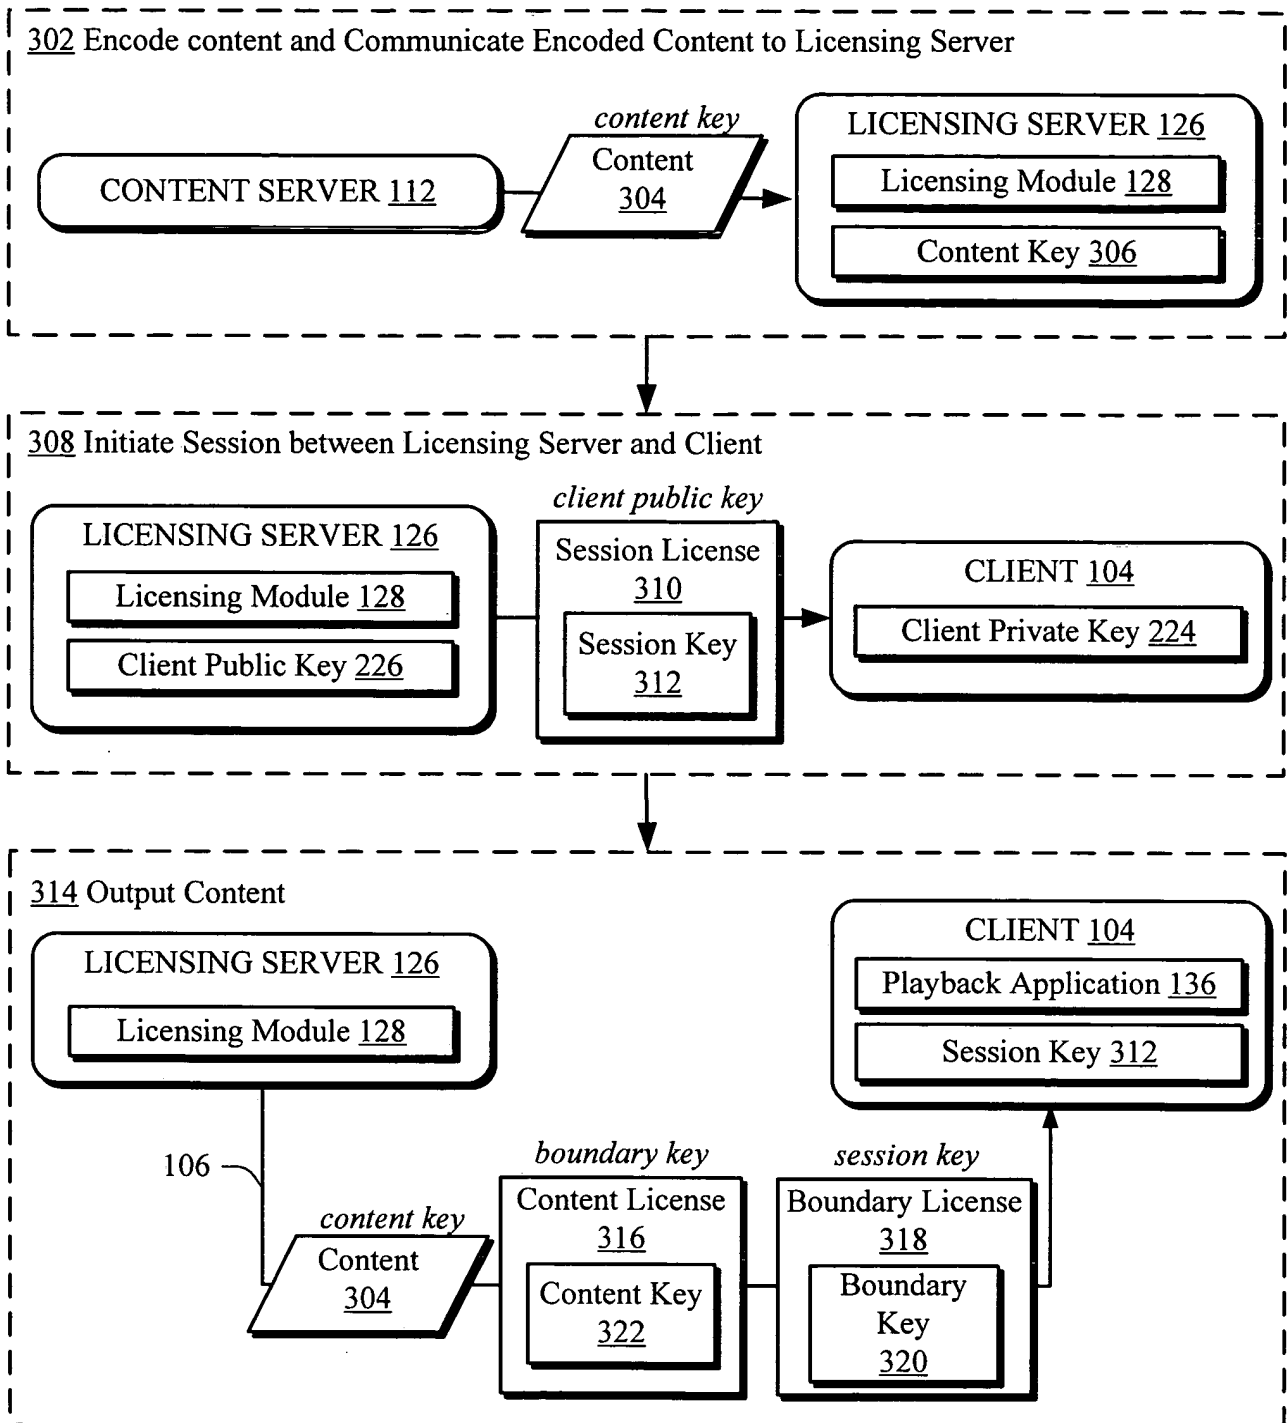 302 Encode content and Communicate Encoded Content to Licensing Server
CONTENT SERVER 112
content key
Content
304
LICENSING SERVER 126
Licensing Module 128
Content Key 306
308 Initiate Session between Licensing Server and Client
LICENSING SERVER 126
Licensing Module 128
Client Public Key 226
client public key
Session License
310
Session Key
312
CLIENT 104
Client Private Key 224
314 Output Content
LICENSING SERVER 126
Licensing Module 128
CLIENT 104
Playback Application 136
Session Key 312
106
content key
Content
304
boundary key
Content License
316
Content Key
322
session key
Boundary License
318
Boundary
Key
320